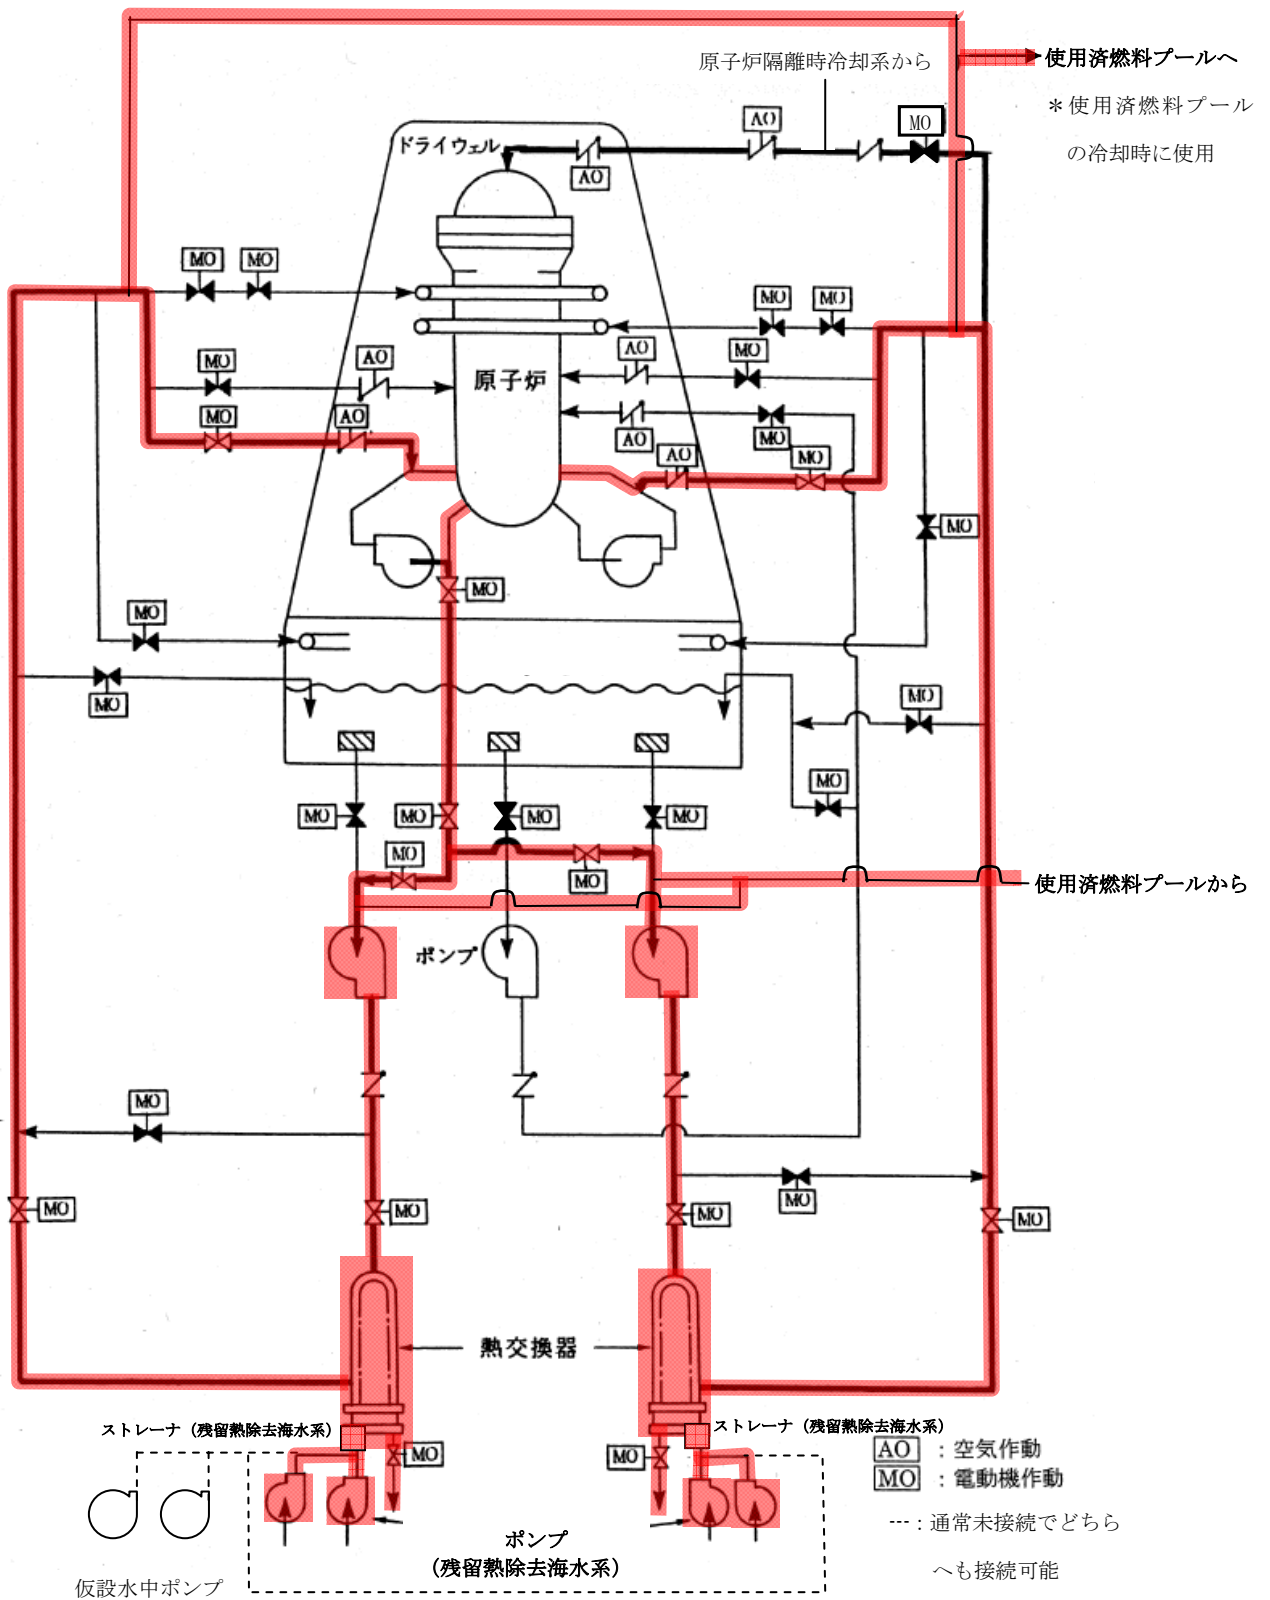 使用済燃料プールへ
原子炉隔離時冷却系から
＊使用済燃料プール
の冷却時に使用
AO
MO
ドライウェル
AO
MO
MO
MO
MO
AO
MO
MO
AO
原子炉
MO
AO
AO
MO
AO
MO
MO
MO
MO
MO
MO
MO
MO
MO
MO
MO
MO
MO
MO
使用済燃料プールから
ポンプ
MO
MO
MO
MO
MO
MO
熱交換器
ストレーナ（残留熱除去海水系）
ストレーナ（残留熱除去海水系）
MO
MO
AO ：空気作動
MO ：電動機作動
---：通常未接続でどちら
へも接続可能
ポンプ
（残留熱除去海水系）
仮設水中ポンプ